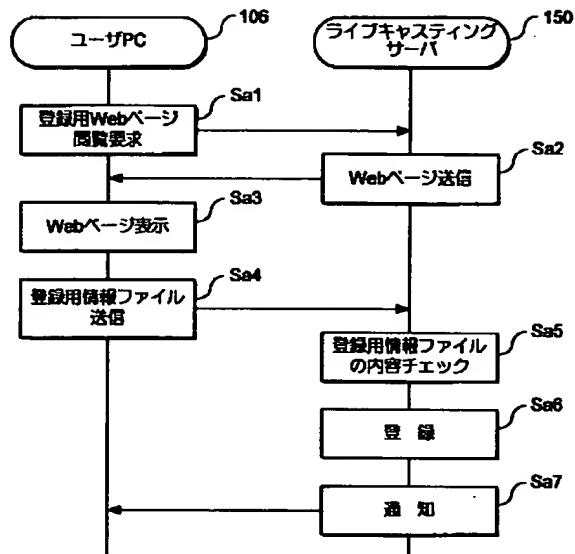 ユーザPC
106
ライブキャスティング
サーバ
150
登録用Webページ
閲覧要求
Sa1
Webページ送信
Sa2
Webページ表示
Sa3
登録用情報ファイル
送信
Sa4
登録用情報ファイル
の内容チェック
Sa5
登 録
Sa6
通 知
Sa7